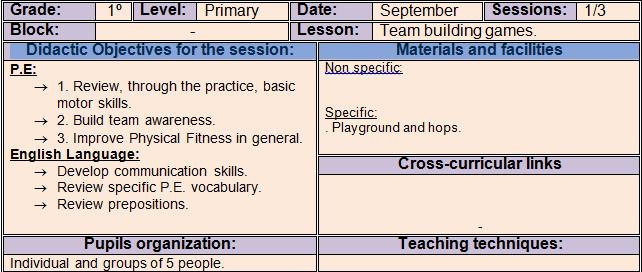 Grade: 1º Level: Primary Date: September Sessions: 1/3
Block: - Lesson: Team building games.
Didactic Objectives for the session:
P.E:
→ 1. Review, through the practice, basic
motor skills.
→ 2. Build team awareness.
→ 3. Improve Physical Fitness in general.
English Language:
→ Develop communication skills.
→ Review specific P.E. vocabulary.
→ Review prepositions.
Materials and facilities
Non specific:
Specific:
. Playground and hops.
Cross-curricular links
-
Pupils organization:
Individual and groups of 5 people.
Teaching techniques: